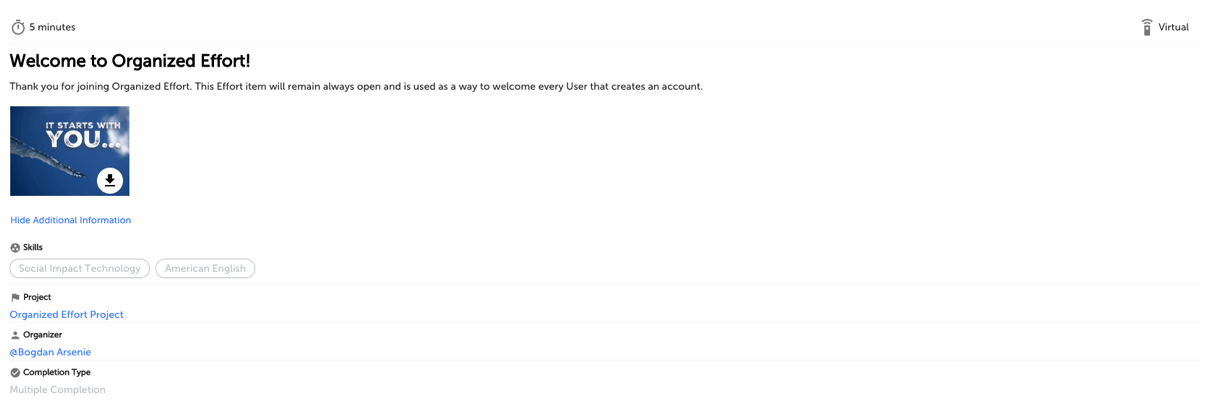 5 minutes
Virtual
Welcome to Organized Effort!
Thank you for joining Organized Effort. This Effort item will remain always open and is used as a way to welcome every User that creates an account.
IT STARTS WITH
YOU...
Hide Additional Information
Skills
Social Impact Technology
American English
Project
Organized Effort Project
Organizer
@Bogdan Arsenie
Completion Type
Multiple Completion